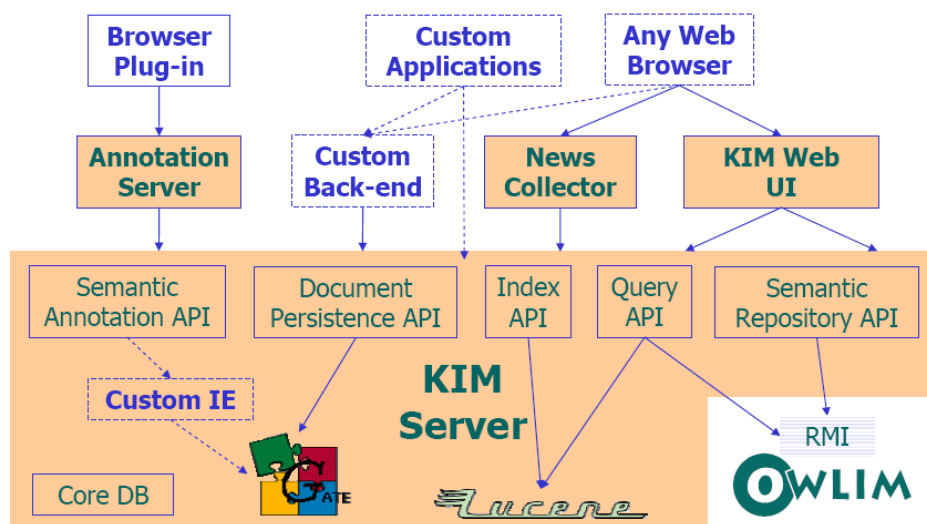 Browser
Plug-in
Custom
Applications
Any Web
Browser
Annotation
Server
Custom
Back-end
News
Collector
KIM Web
UI
Semantic
Annotation API
Document
Persistence API
Index
API
Query
API
Semantic
Repository API
Custom IE
KIM
Server
RMI
Core DB
GATE
Lucene
OWLIM